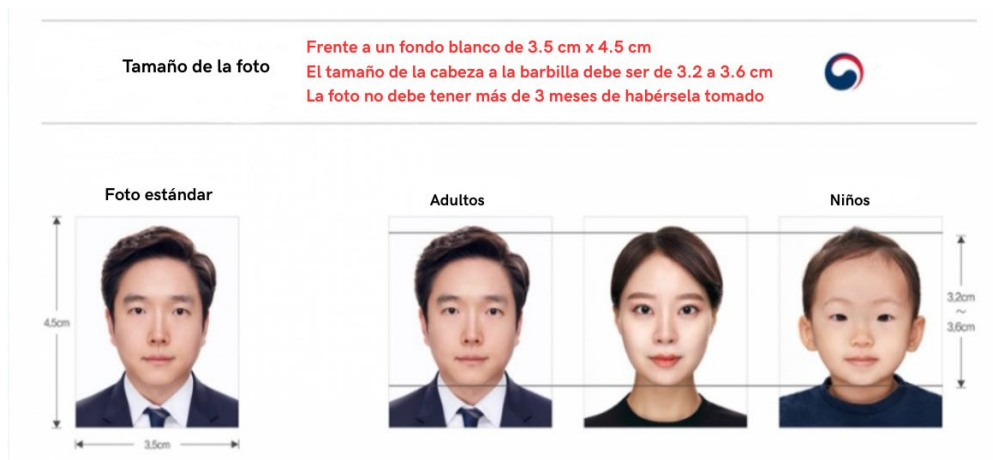 Tamaño de la foto
Frente a un fondo blanco de 3.5 cm x 4.5 cm
El tamaño de la cabeza a la barbilla debe ser de 3.2 a 3.6 cm
La foto no debe tener más de 3 meses de habérsela tomado
Foto estándar
Adultos
Niños
4,5cm
3,5cm
3,2cm
~
3,6cm